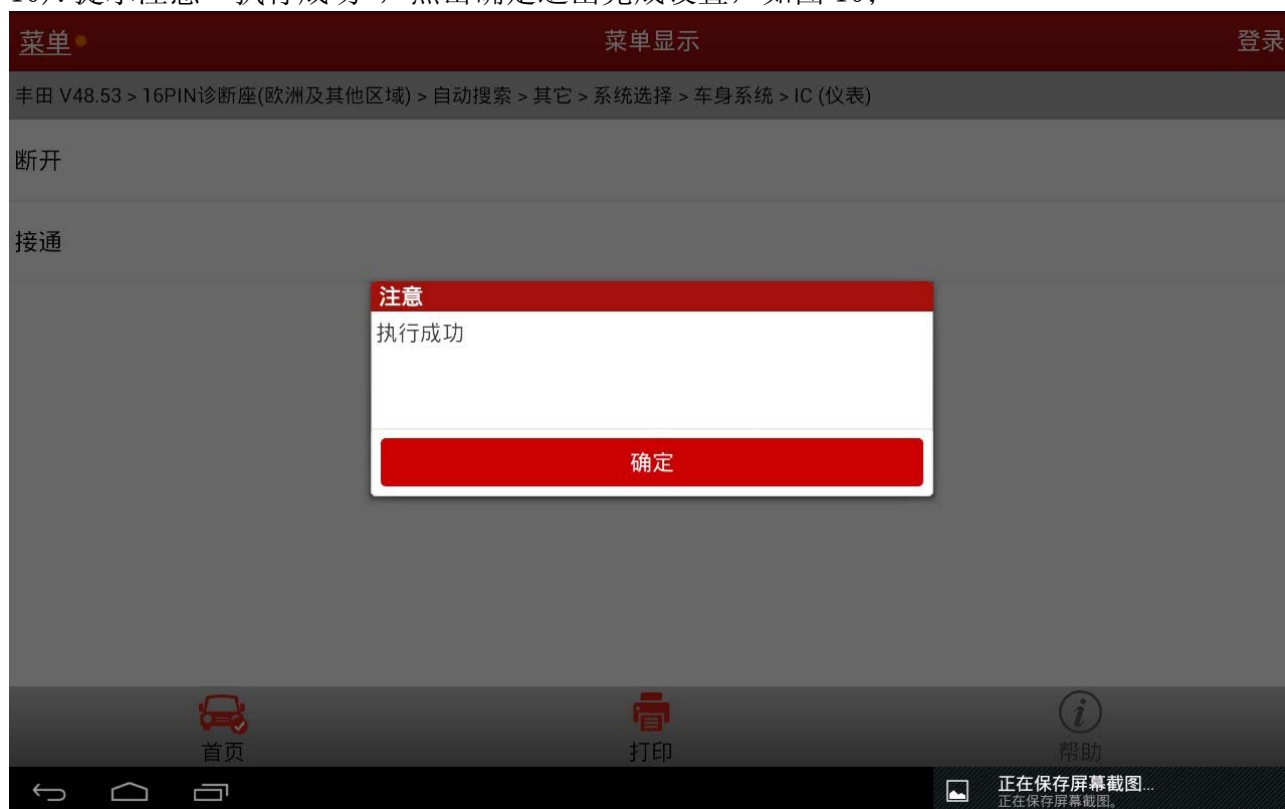 菜单
菜单显示
登录
丰田 V48.53 > 16PIN诊断座(欧洲及其他区域) > 自动搜索 > 其它 > 系统选择 > 车身系统 > IC (仪表)
断开
接通
注意
执行成功
确定
首页
打印
帮助
正在保存屏幕截图...
正在保存屏幕截图。